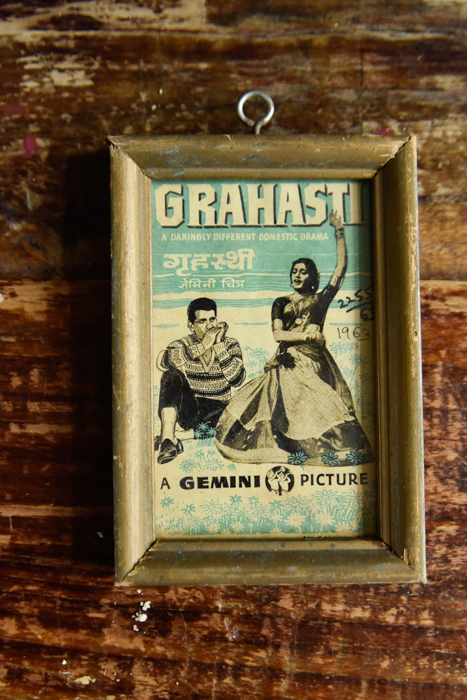 GRAHASTI
A DARINGLY DIFFERENT DOMESTIC DRAMA
गृहस्थी
जेमिनी चित्र
1963
A GEMINI PICTURE